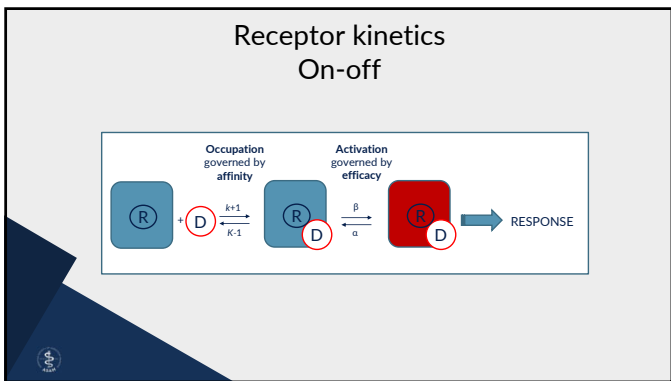 Receptor kinetics
On-off
Occupation
governed by
affinity
Activation
governed by
efficacy
R
+
D
k+1
K-1
R
D
β
α
R
D
RESPONSE